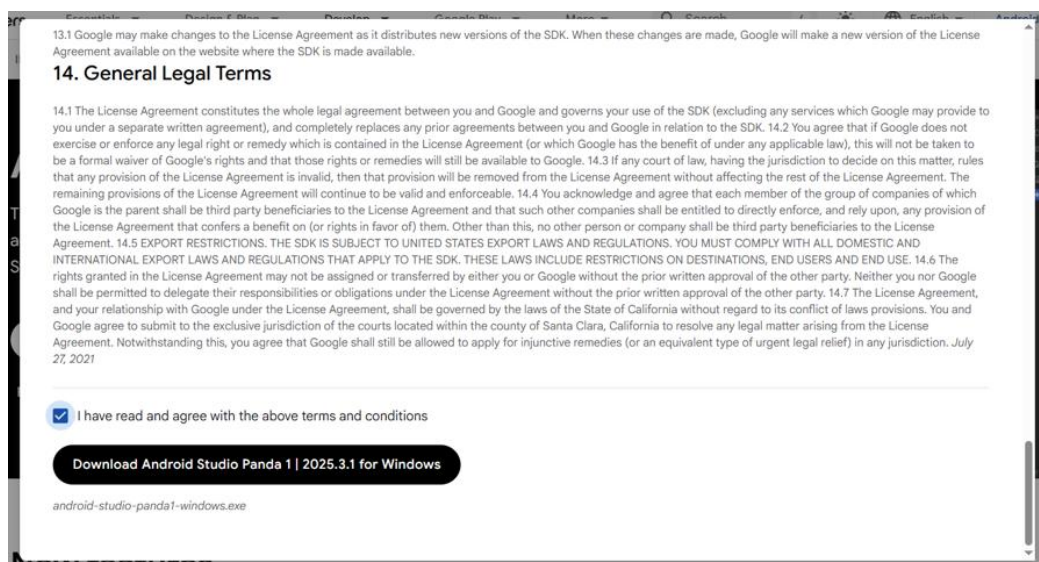 Essentials Design & Plan Develop Google Play More Search / English Android
13.1 Google may make changes to the License Agreement as it distributes new versions of the SDK. When these changes are made, Google will make a new version of the License
Agreement available on the website where the SDK is made available.
14. General Legal Terms
14.1 The License Agreement constitutes the whole legal agreement between you and Google and governs your use of the SDK (excluding any services which Google may provide to
you under a separate written agreement), and completely replaces any prior agreements between you and Google in relation to the SDK. 14.2 You agree that if Google does not
exercise or enforce any legal right or remedy which is contained in the License Agreement (or which Google has the benefit of under any applicable law), this will not be taken to
be a formal waiver of Google's rights and that those rights or remedies will still be available to Google. 14.3 If any court of law, having the jurisdiction to decide on this matter, rules
that any provision of the License Agreement is invalid, then that provision will be removed from the License Agreement without affecting the rest of the License Agreement. The
remaining provisions of the License Agreement will continue to be valid and enforceable. 14.4 You acknowledge and agree that each member of the group of companies of which
Google is the parent shall be third party beneficiaries to the License Agreement and that such other companies shall be entitled to directly enforce, and rely upon, any provision of
the License Agreement that confers a benefit on (or rights in favor of) them. Other than this, no other person or company shall be third party beneficiaries to the License
Agreement. 14.5 EXPORT RESTRICTIONS. THE SDK IS SUBJECT TO UNITED STATES EXPORT LAWS AND REGULATIONS. YOU MUST COMPLY WITH ALL DOMESTIC AND
INTERNATIONAL EXPORT LAWS AND REGULATIONS THAT APPLY TO THE SDK. THESE LAWS INCLUDE RESTRICTIONS ON DESTINATIONS, END USERS AND END USE. 14.6 The
rights granted in the License Agreement may not be assigned or transferred by either you or Google without the prior written approval of the other party. Neither you nor Google
shall be permitted to delegate their responsibilities or obligations under the License Agreement without the prior written approval of the other party. 14.7 The License Agreement,
and your relationship with Google under the License Agreement, shall be governed by the laws of the State of California without regard to its conflict of laws provisions. You and
Google agree to submit to the exclusive jurisdiction of the courts located within the county of Santa Clara, California to resolve any legal matter arising from the License
Agreement. Notwithstanding this, you agree that Google shall still be allowed to apply for injunctive remedies (or an equivalent type of urgent legal relief) in any jurisdiction. July
27, 2021
I have read and agree with the above terms and conditions
Download Android Studio Panda 1 | 2025.3.1 for Windows
android-studio-panda1-windows.exe